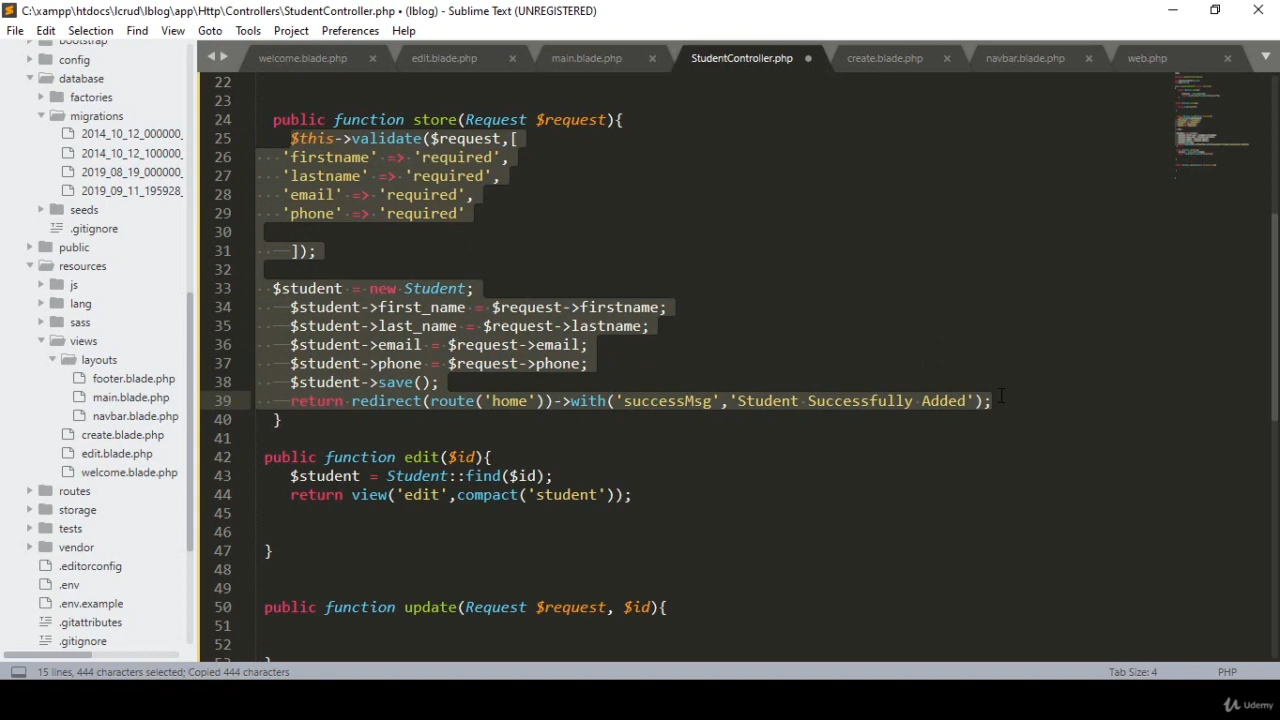 C:\xampp\htdocs\lcrud\lblog\app\Http\Controllers\StudentController.php • (lblog) - Sublime Text (UNREGISTERED)
File Edit Selection Find View Goto Tools Project Preferences Help
welcome.blade.php edit.blade.php main.blade.php StudentController.php create.blade.php navbar.blade.php web.php
bootstrap
config
database
factories
migrations
2014_10_12_000000_
2014_10_12_100000_
2019_08_19_000000_
2019_09_11_195928_
seeds
.gitignore
public
resources
js
lang
sass
views
layouts
footer.blade.php
main.blade.php
navbar.blade.php
create.blade.php
edit.blade.php
welcome.blade.php
routes
storage
tests
vendor
.editorconfig
.env
.env.example
.gitattributes
.gitignore
22
23
24 public function store(Request $request){
25 $this->validate($request,[
26 'firstname' => 'required',
27 'lastname' => 'required',
28 'email' => 'required',
29 'phone' => 'required'
30
31 ]);
32
33 $student = new Student;
34 $student->first_name = $request->firstname;
35 $student->last_name = $request->lastname;
36 $student->email = $request->email;
37 $student->phone = $request->phone;
38 $student->save();
39 return redirect(route('home'))->with('successMsg','Student Successfully Added');
40 }
41
42 public function edit($id){
43 $student = Student::find($id);
44 return view('edit',compact('student'));
45
46
47 }
48
49
50 public function update(Request $request, $id){
51
52
53 }
15 lines, 444 characters selected; Copied 444 characters Tab Size: 4 PHP
Udemy